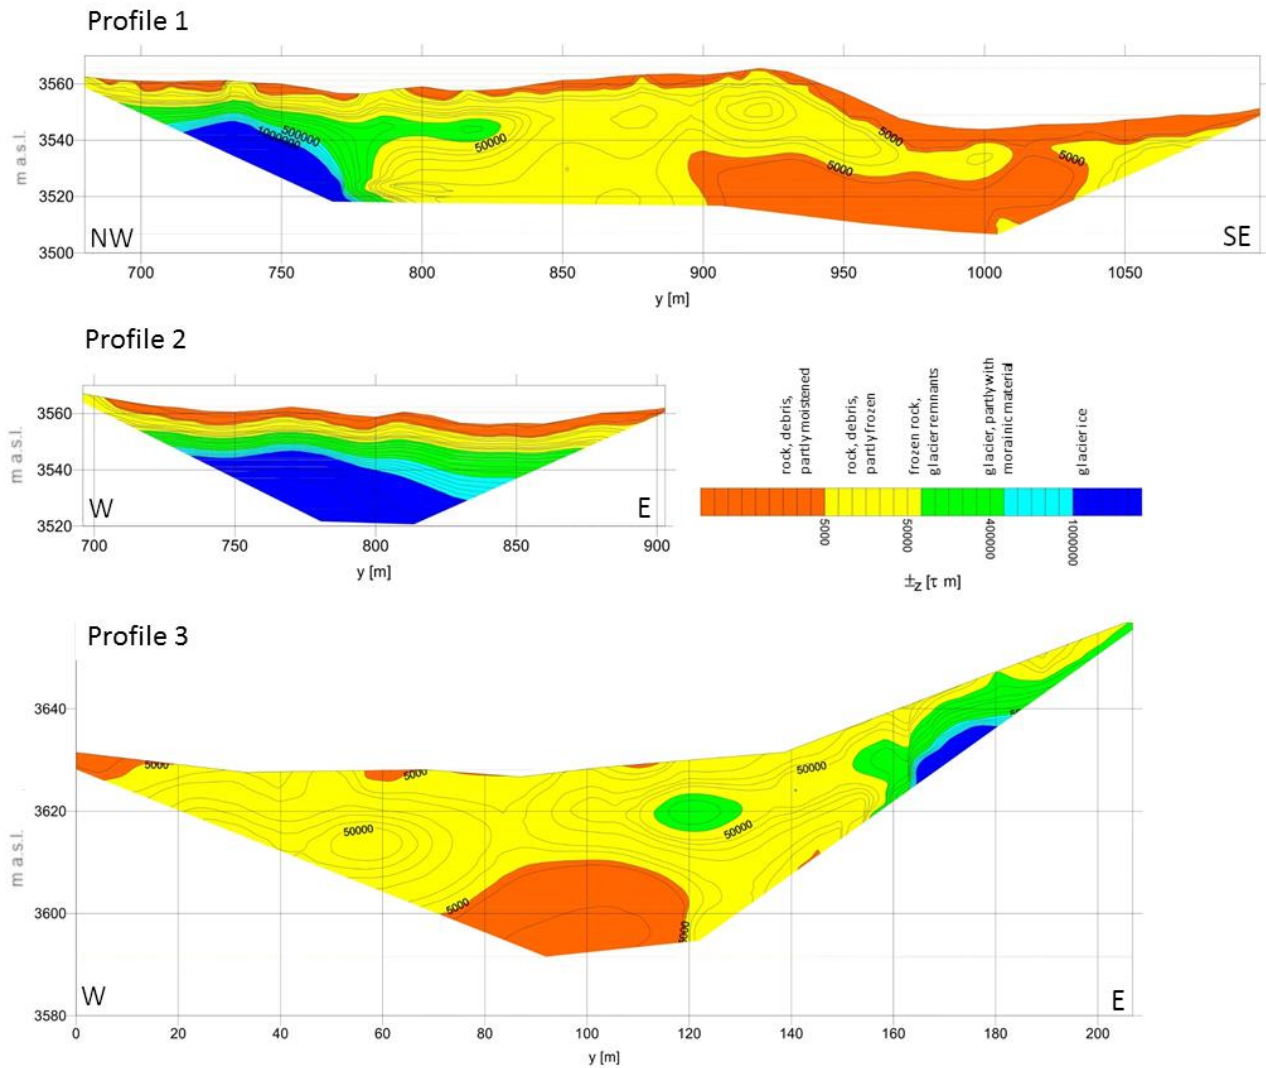 Profile 1
3560
3540
3520
3500
m a.s.l.
500000
1000000
50000
5000
5000
5000
NW
SE
700
750
800
850
900
950
1000
1050
y [m]
Profile 2
3560
3540
3520
m a.s.l.
W
E
700
750
800
850
900
y [m]
rock, debris,
partly moistened
rock, debris,
partly frozen
frozen rock,
glacier remnants
glacier, partly with
morainic material
glacier ice
5000
50000
400000
1000000
±z [τ m]
Profile 3
3640
3620
3600
3580
m a.s.l.
5000
5000
50000
50000
50000
5000
5000
W
E
0
20
40
60
80
100
120
140
160
180
200
y [m]